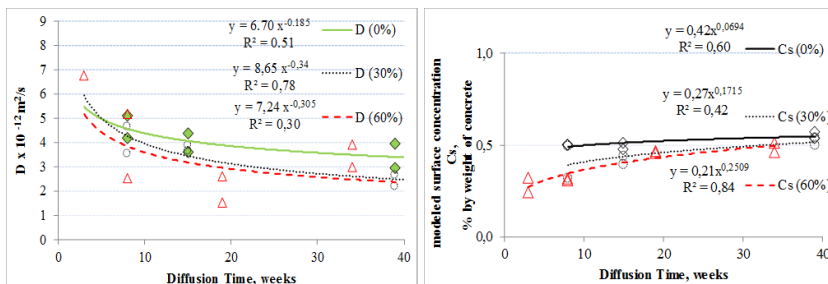 y = 6.70 x^-0.185
R² = 0.51
D (0%)
y = 8,65 x^-0,34
R² = 0,78
D (30%)
y = 7,24 x^-0,305
R² = 0,30
D (60%)
D x 10 ^-12 m²/s
9
8
7
6
5
4
3
2
1
0
0
10
20
30
40
Diffusion Time, weeks
y = 0,42x^0,0694
R² = 0,60
Cs (0%)
y = 0,27x^0,1715
R² = 0,42
Cs (30%)
y = 0,21x^0,2509
R² = 0,84
Cs (60%)
modeled surface concentration
Cs,
% by weight of concrete
1,0
0,5
0,0
0
10
20
30
40
Diffusion Time, weeks